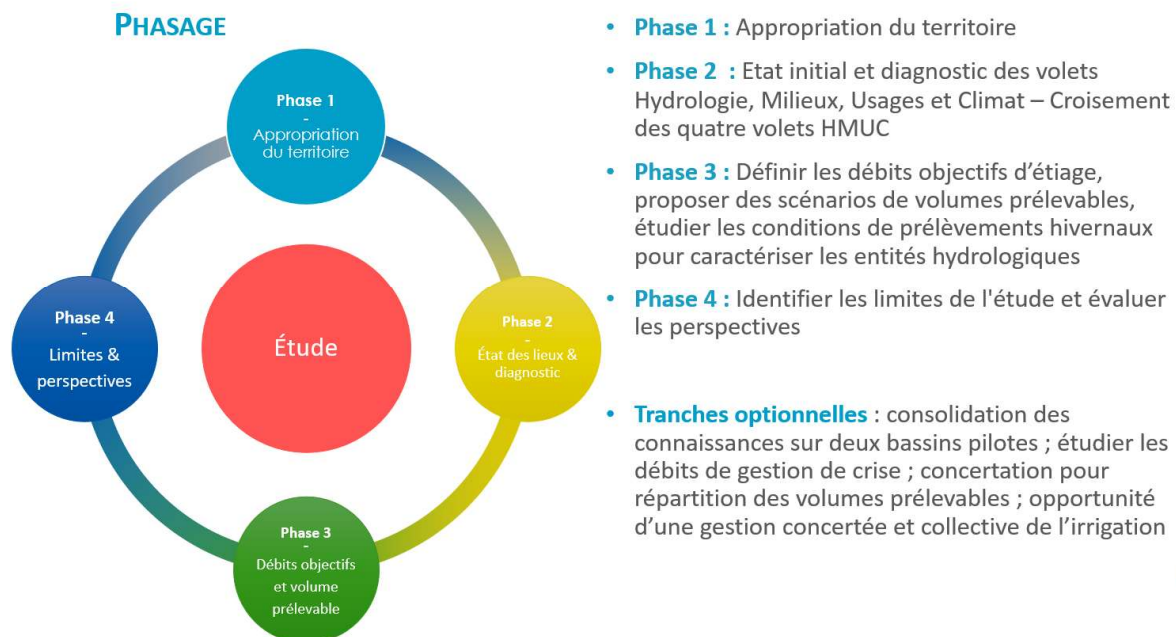 PHASAGE
Phase 1
-
Appropriation
du territoire
Phase 2
-
État des lieux &
diagnostic
Phase 3
-
Débits objectifs
et volume
prélevable
Phase 4
-
Limites &
perspectives
Étude
• Phase 1 : Appropriation du territoire
• Phase 2 : Etat initial et diagnostic des volets
Hydrologie, Milieux, Usages et Climat – Croisement
des quatre volets HMUC
• Phase 3 : Définir les débits objectifs d’étiage,
proposer des scénarios de volumes prélevables,
étudier les conditions de prélèvements hivernaux
pour caractériser les entités hydrologiques
• Phase 4 : Identifier les limites de l'étude et évaluer
les perspectives
• Tranches optionnelles : consolidation des
connaissances sur deux bassins pilotes ; étudier les
débits de gestion de crise ; concertation pour
répartition des volumes prélevables ; opportunité
d’une gestion concertée et collective de l’irrigation